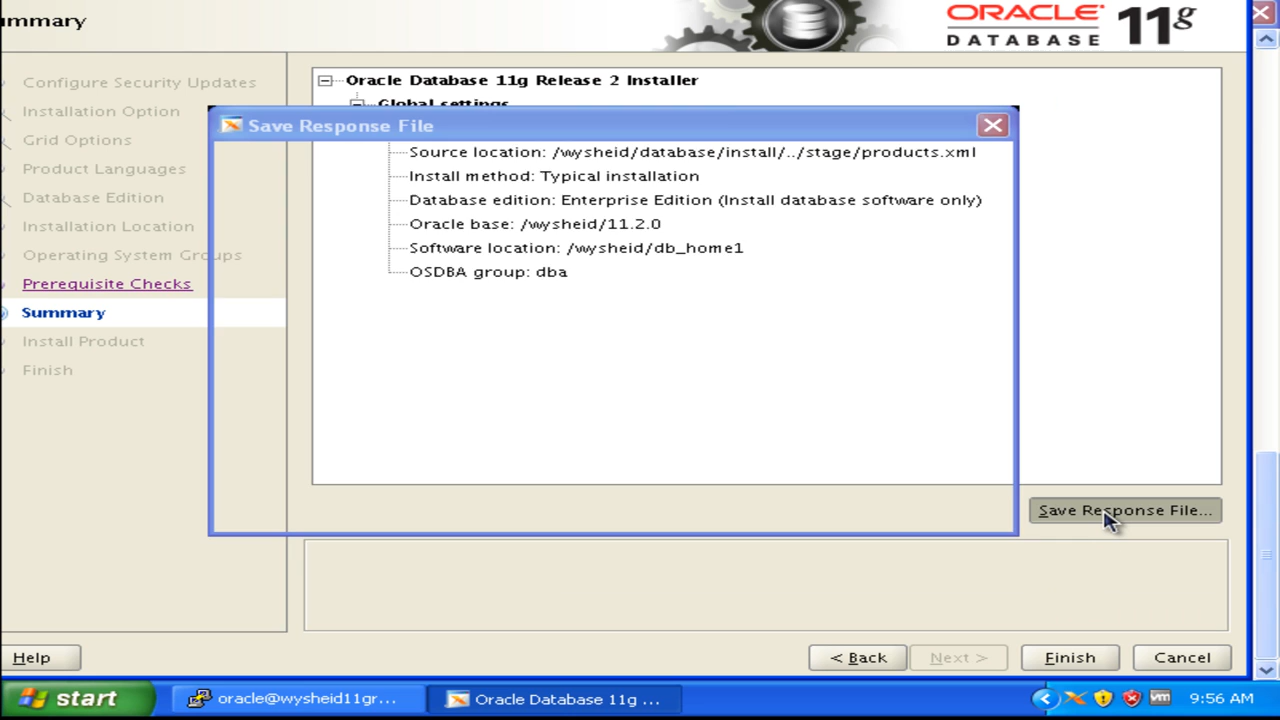 mmary
ORACLE
DATABASE 11g
Configure Security Updates
Installation Option
Grid Options
Product Languages
Database Edition
Installation Location
Operating System Groups
Prerequisite Checks
Summary
Install Product
Finish
Oracle Database 11g Release 2 Installer
Global settings
Save Response File
Source location: /wysheid/database/install/../stage/products.xml
Install method: Typical installation
Database edition: Enterprise Edition (Install database software only)
Oracle base: /wysheid/11.2.0
Software location: /wysheid/db_home1
OSDBA group: dba
Save Response File...
Help
< Back
Next >
Finish
Cancel
start
oracle@wysheid11gr...
Oracle Database 11g ...
vm
9:56 AM